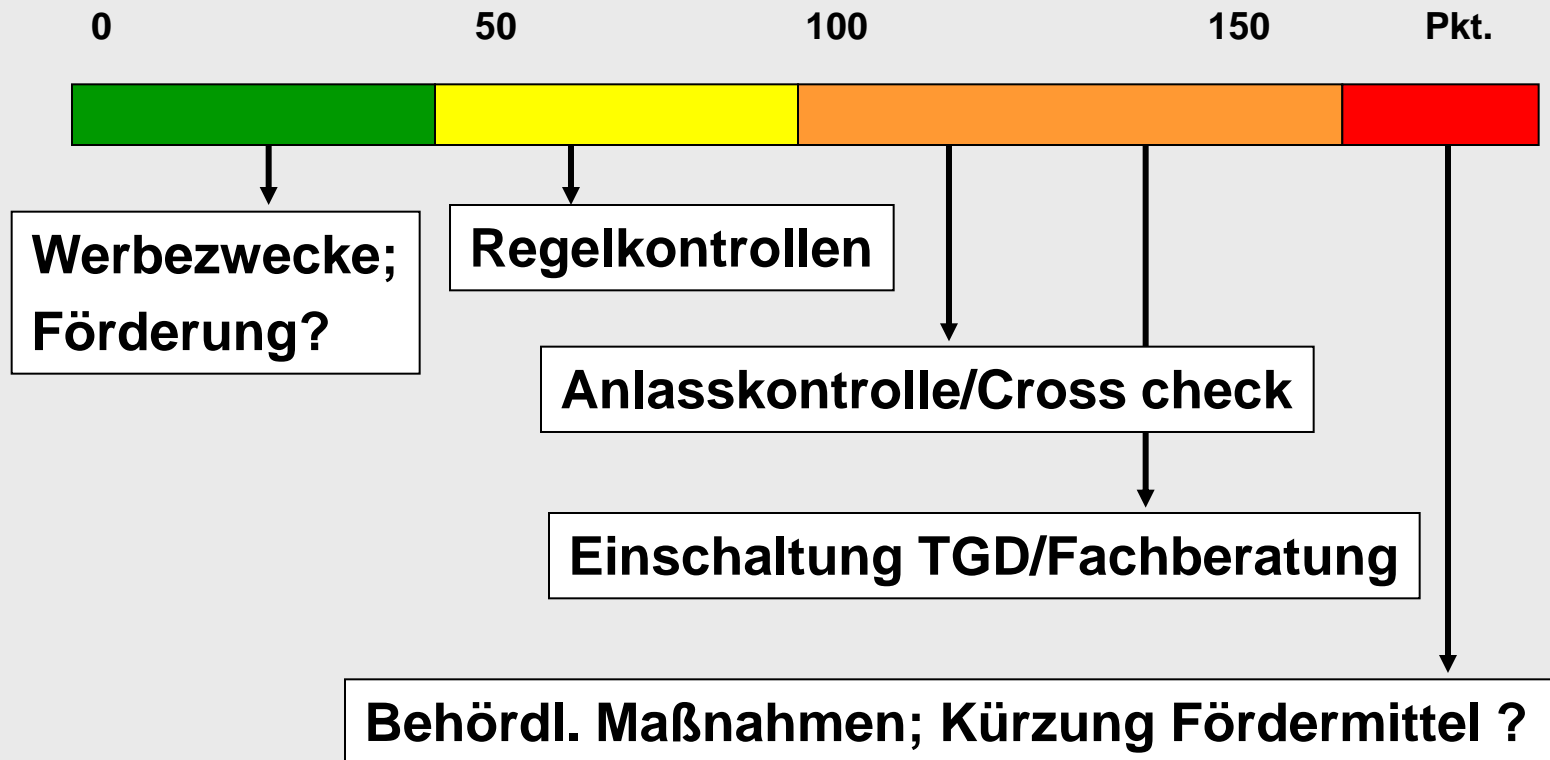 0 50 100 150 Pkt.
Werbezwecke;
Förderung?
Regelkontrollen
Anlasskontrolle/Cross check
Einschaltung TGD/Fachberatung
Behördl. Maßnahmen; Kürzung Fördermittel ?